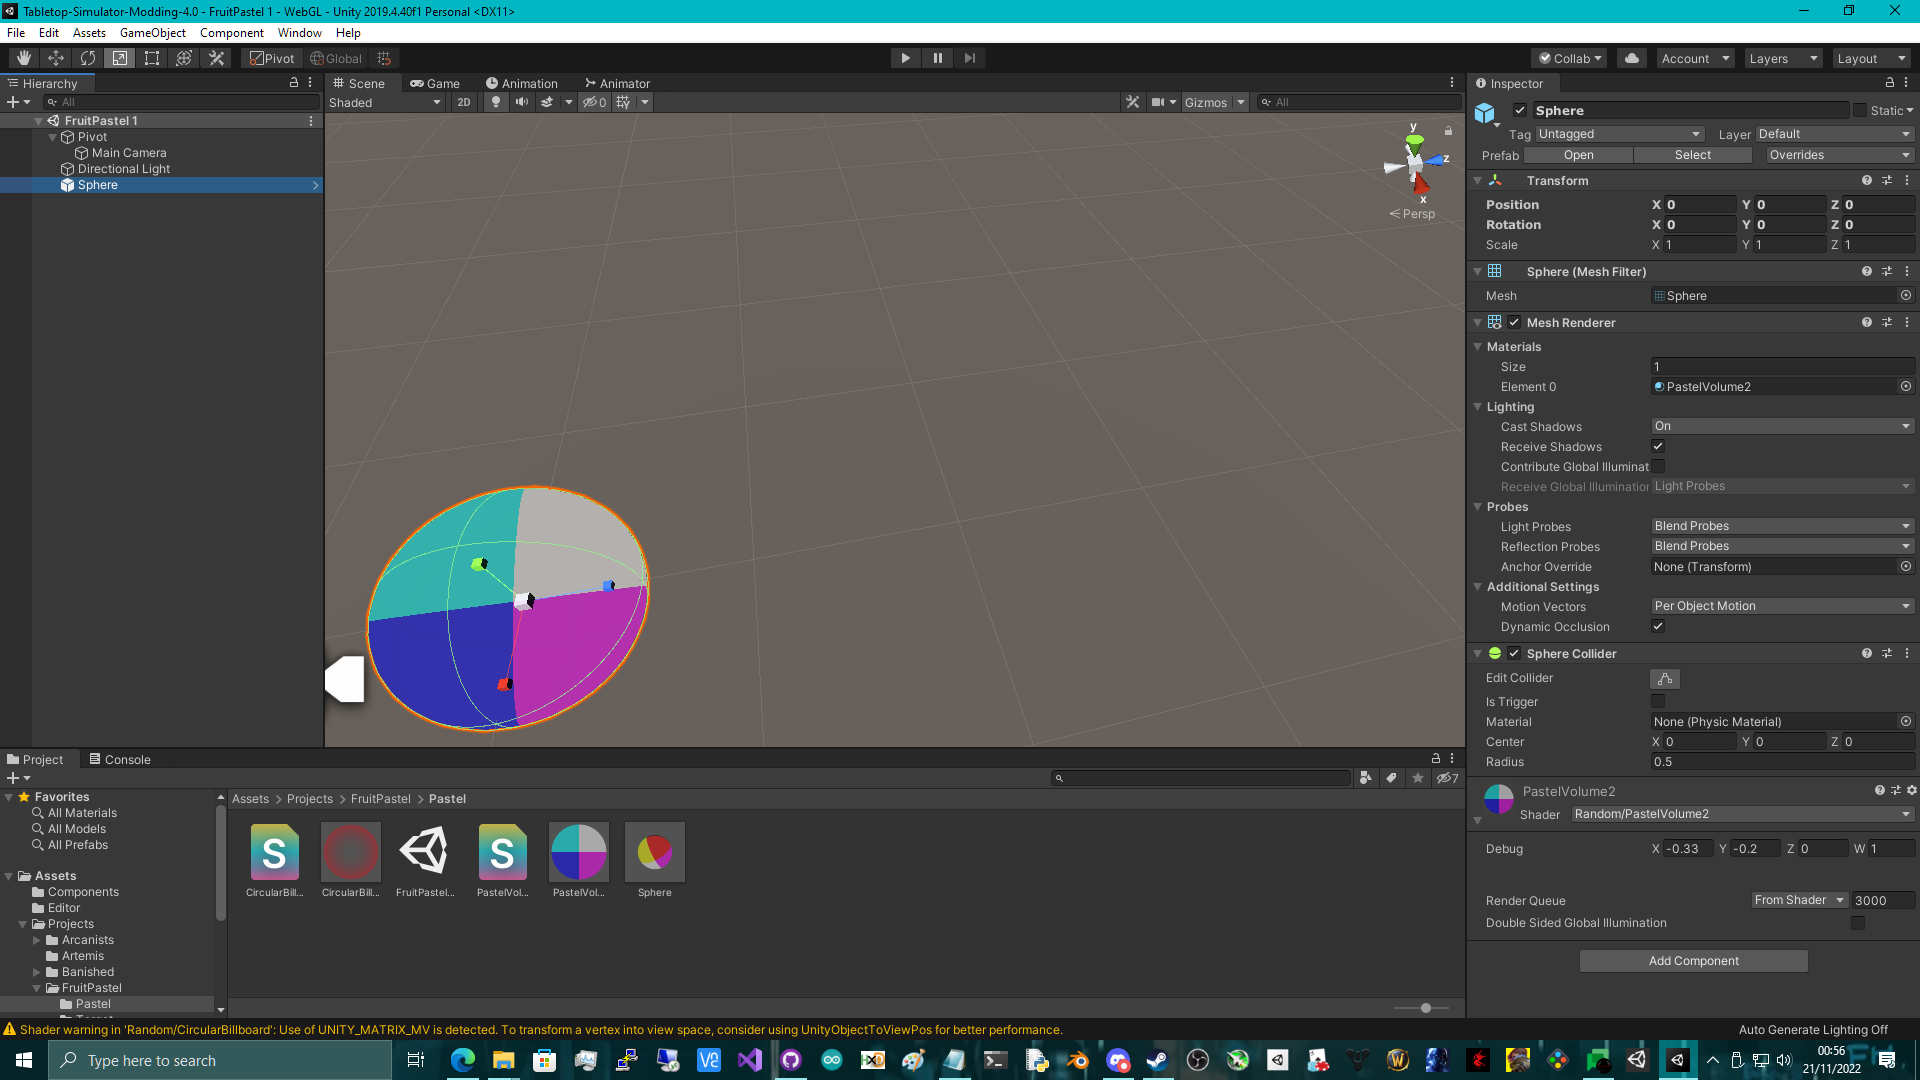 Tabletop-Simulator-Modding-4.0 - FruitPastel 1 - WebGL - Unity 2019.4.40f1 Personal <DX11>
File Edit Assets GameObject Component Window Help
Pivot Global Collab Account Layers Layout
Hierarchy
All
FruitPastel 1
Pivot
Main Camera
Directional Light
Sphere
Scene Game Animation Animator
Shaded 2D 0 Gizmos All
y
z
x
Persp
Inspector
Sphere Static
Tag Untagged Layer Default
Prefab Open Select Overrides
Transform
Position X 0 Y 0 Z 0
Rotation X 0 Y 0 Z 0
Scale X 1 Y 1 Z 1
Sphere (Mesh Filter)
Mesh Sphere
Mesh Renderer
Materials
Size 1
Element 0 PastelVolume2
Lighting
Cast Shadows On
Receive Shadows
Contribute Global Illuminat
Receive Global Illumination Light Probes
Probes
Light Probes Blend Probes
Reflection Probes Blend Probes
Anchor Override None (Transform)
Additional Settings
Motion Vectors Per Object Motion
Dynamic Occlusion
Sphere Collider
Edit Collider
Is Trigger
Material None (Physic Material)
Center X 0 Y 0 Z 0
Radius 0.5
PastelVolume2
Shader Random/PastelVolume2
Debug X -0.33 Y -0.2 Z 0 W 1
Render Queue From Shader 3000
Double Sided Global Illumination
Add Component
Project Console
7
Favorites
All Materials
All Models
All Prefabs
Assets
Components
Editor
Projects
Arcanists
Artemis
Banished
FruitPastel
Pastel
Assets > Projects > FruitPastel > Pastel
S S
CircularBill... CircularBill... FruitPastel... PastelVol... PastelVol... Sphere
Shader warning in 'Random/CircularBillboard': Use of UNITY_MATRIX_MV is detected. To transform a vertex into view space, consider using UnityObjectToViewPos for better performance.
Auto Generate Lighting Off
Type here to search
00:56
21/11/2022